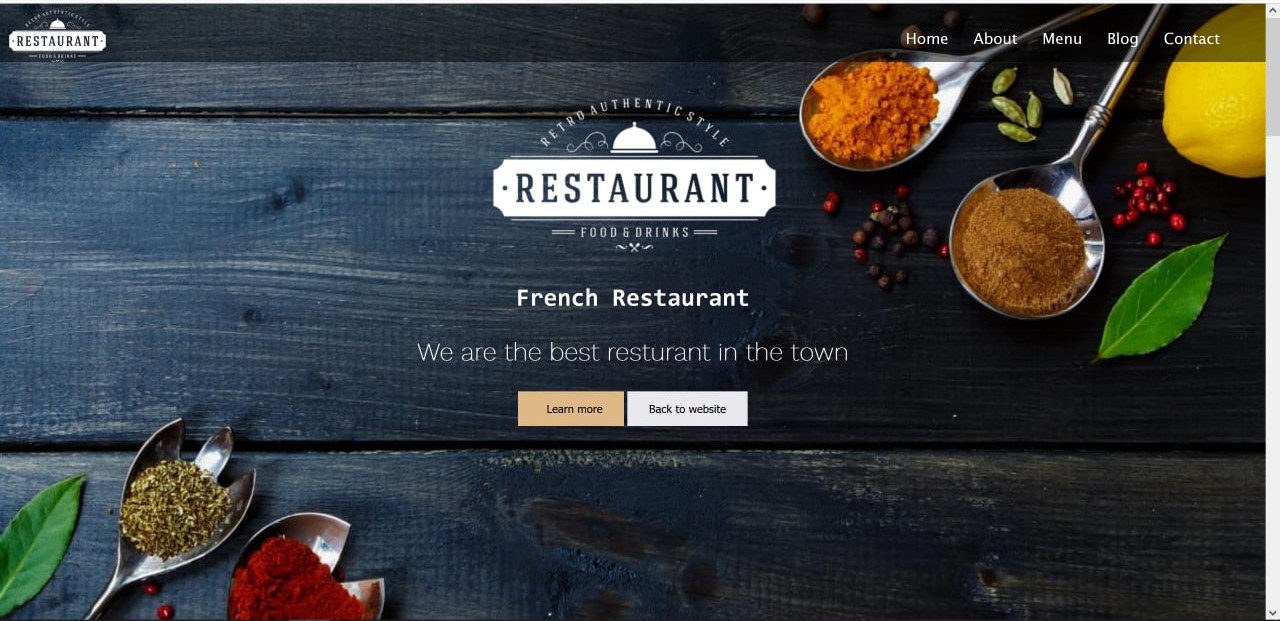 RETRO AUTHENTIC STYLE
· RESTAURANT ·
FOOD & DRINKS
Home About Menu Blog Contact
RETRO AUTHENTIC STYLE
· RESTAURANT ·
FOOD & DRINKS
French Restaurant
We are the best resturant in the town
Learn more Back to website